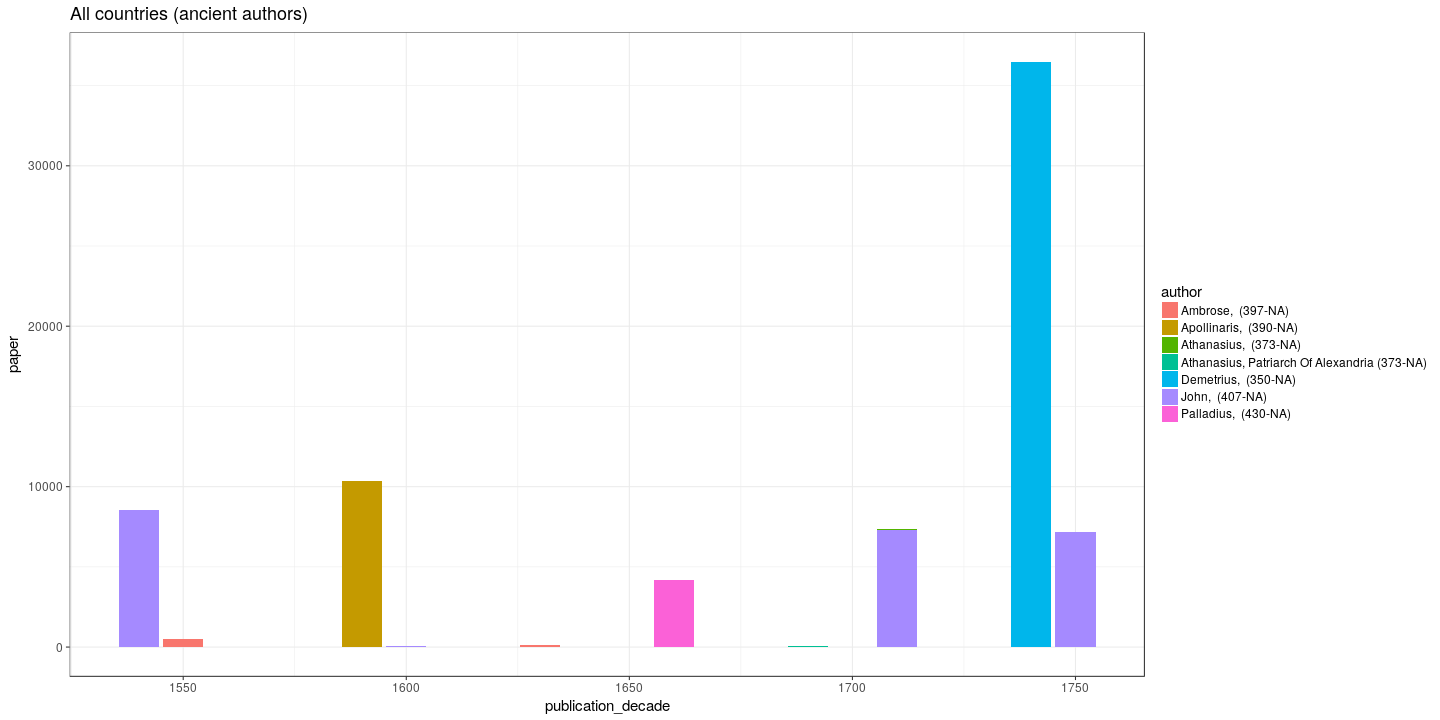 All countries (ancient authors)
30000
20000
10000
0
paper
1550
1600
1650
1700
1750
publication_decade
author
Ambrose,  (397-NA)
Apollinaris,  (390-NA)
Athanasius,  (373-NA)
Athanasius, Patriarch Of Alexandria (373-NA)
Demetrius,  (350-NA)
John,  (407-NA)
Palladius,  (430-NA)